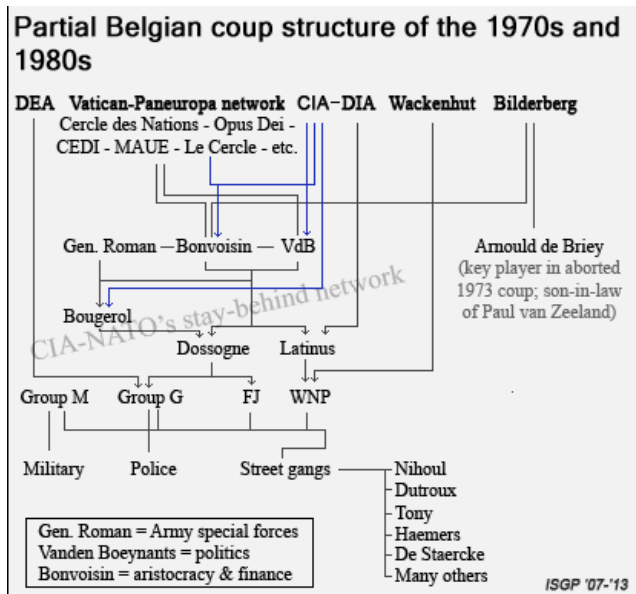 Partial Belgian coup structure of the 1970s and
1980s
DEA Vatican-Paneuropa network CIA-DIA Wackenhut Bilderberg
Cercle des Nations - Opus Dei -
CEDI - MAUE - Le Cercle - etc.
Gen. Roman — Bonvoisin — VdB
Arnould de Briey
(key player in aborted
1973 coup; son-in-law
of Paul van Zeeland)
CIA-NATO's stay-behind network
Bougerol
Dossogne Latinus
Group M Group G FJ WNP
Military Police Street gangs
Nihoul
Dutroux
Tony
Haemers
De Staercke
Many others
Gen. Roman = Army special forces
Vanden Boeynants = politics
Bonvoisin = aristocracy & finance
ISGP '07-'13